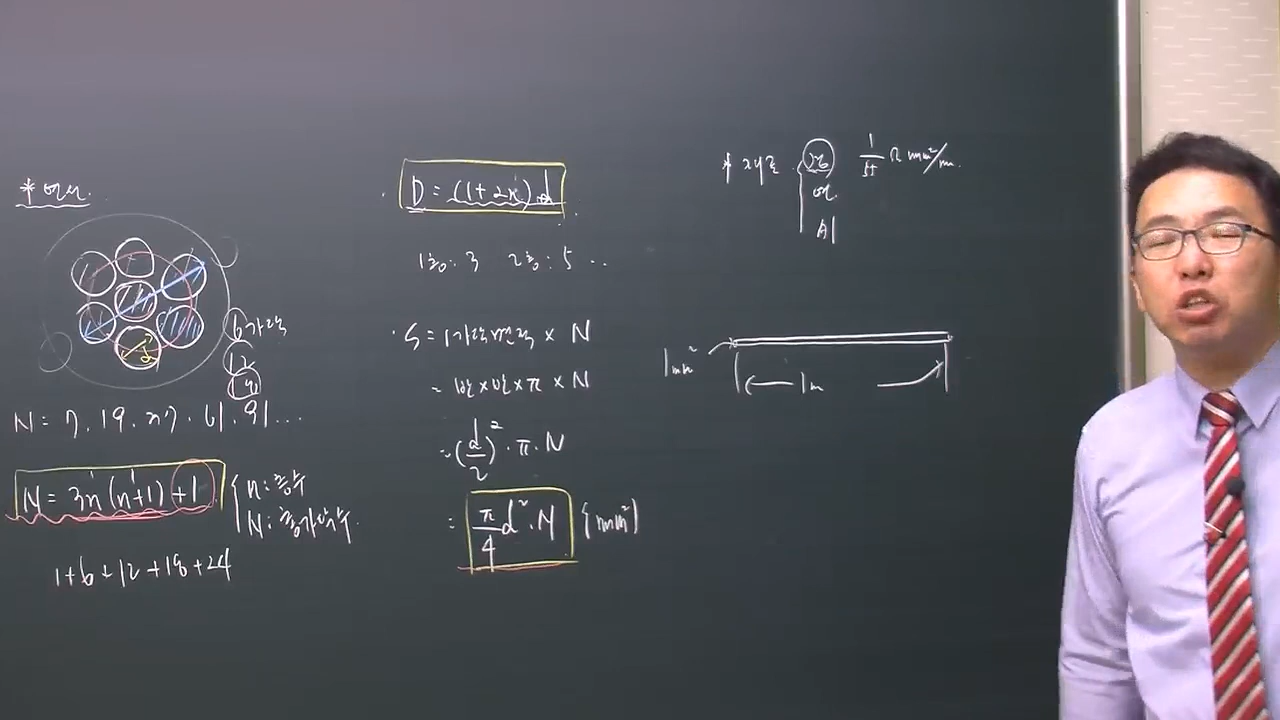 * 연선.
6가닥
12
18
N = 7. 19. 37. 61. 91 ...
N = 3n(n+1)+1
n: 층수
N: 총가닥수
1+6+12+18+24
D = (1+2n)d
1층: 3 2층: 5 ...
S = 1가닥면적 × N
= 반×반×π × N
= (d/2)² · π · N
= π/4 d² · N {mm²}
연
Al
1/58 Ω mm²/m
1mm²
1m